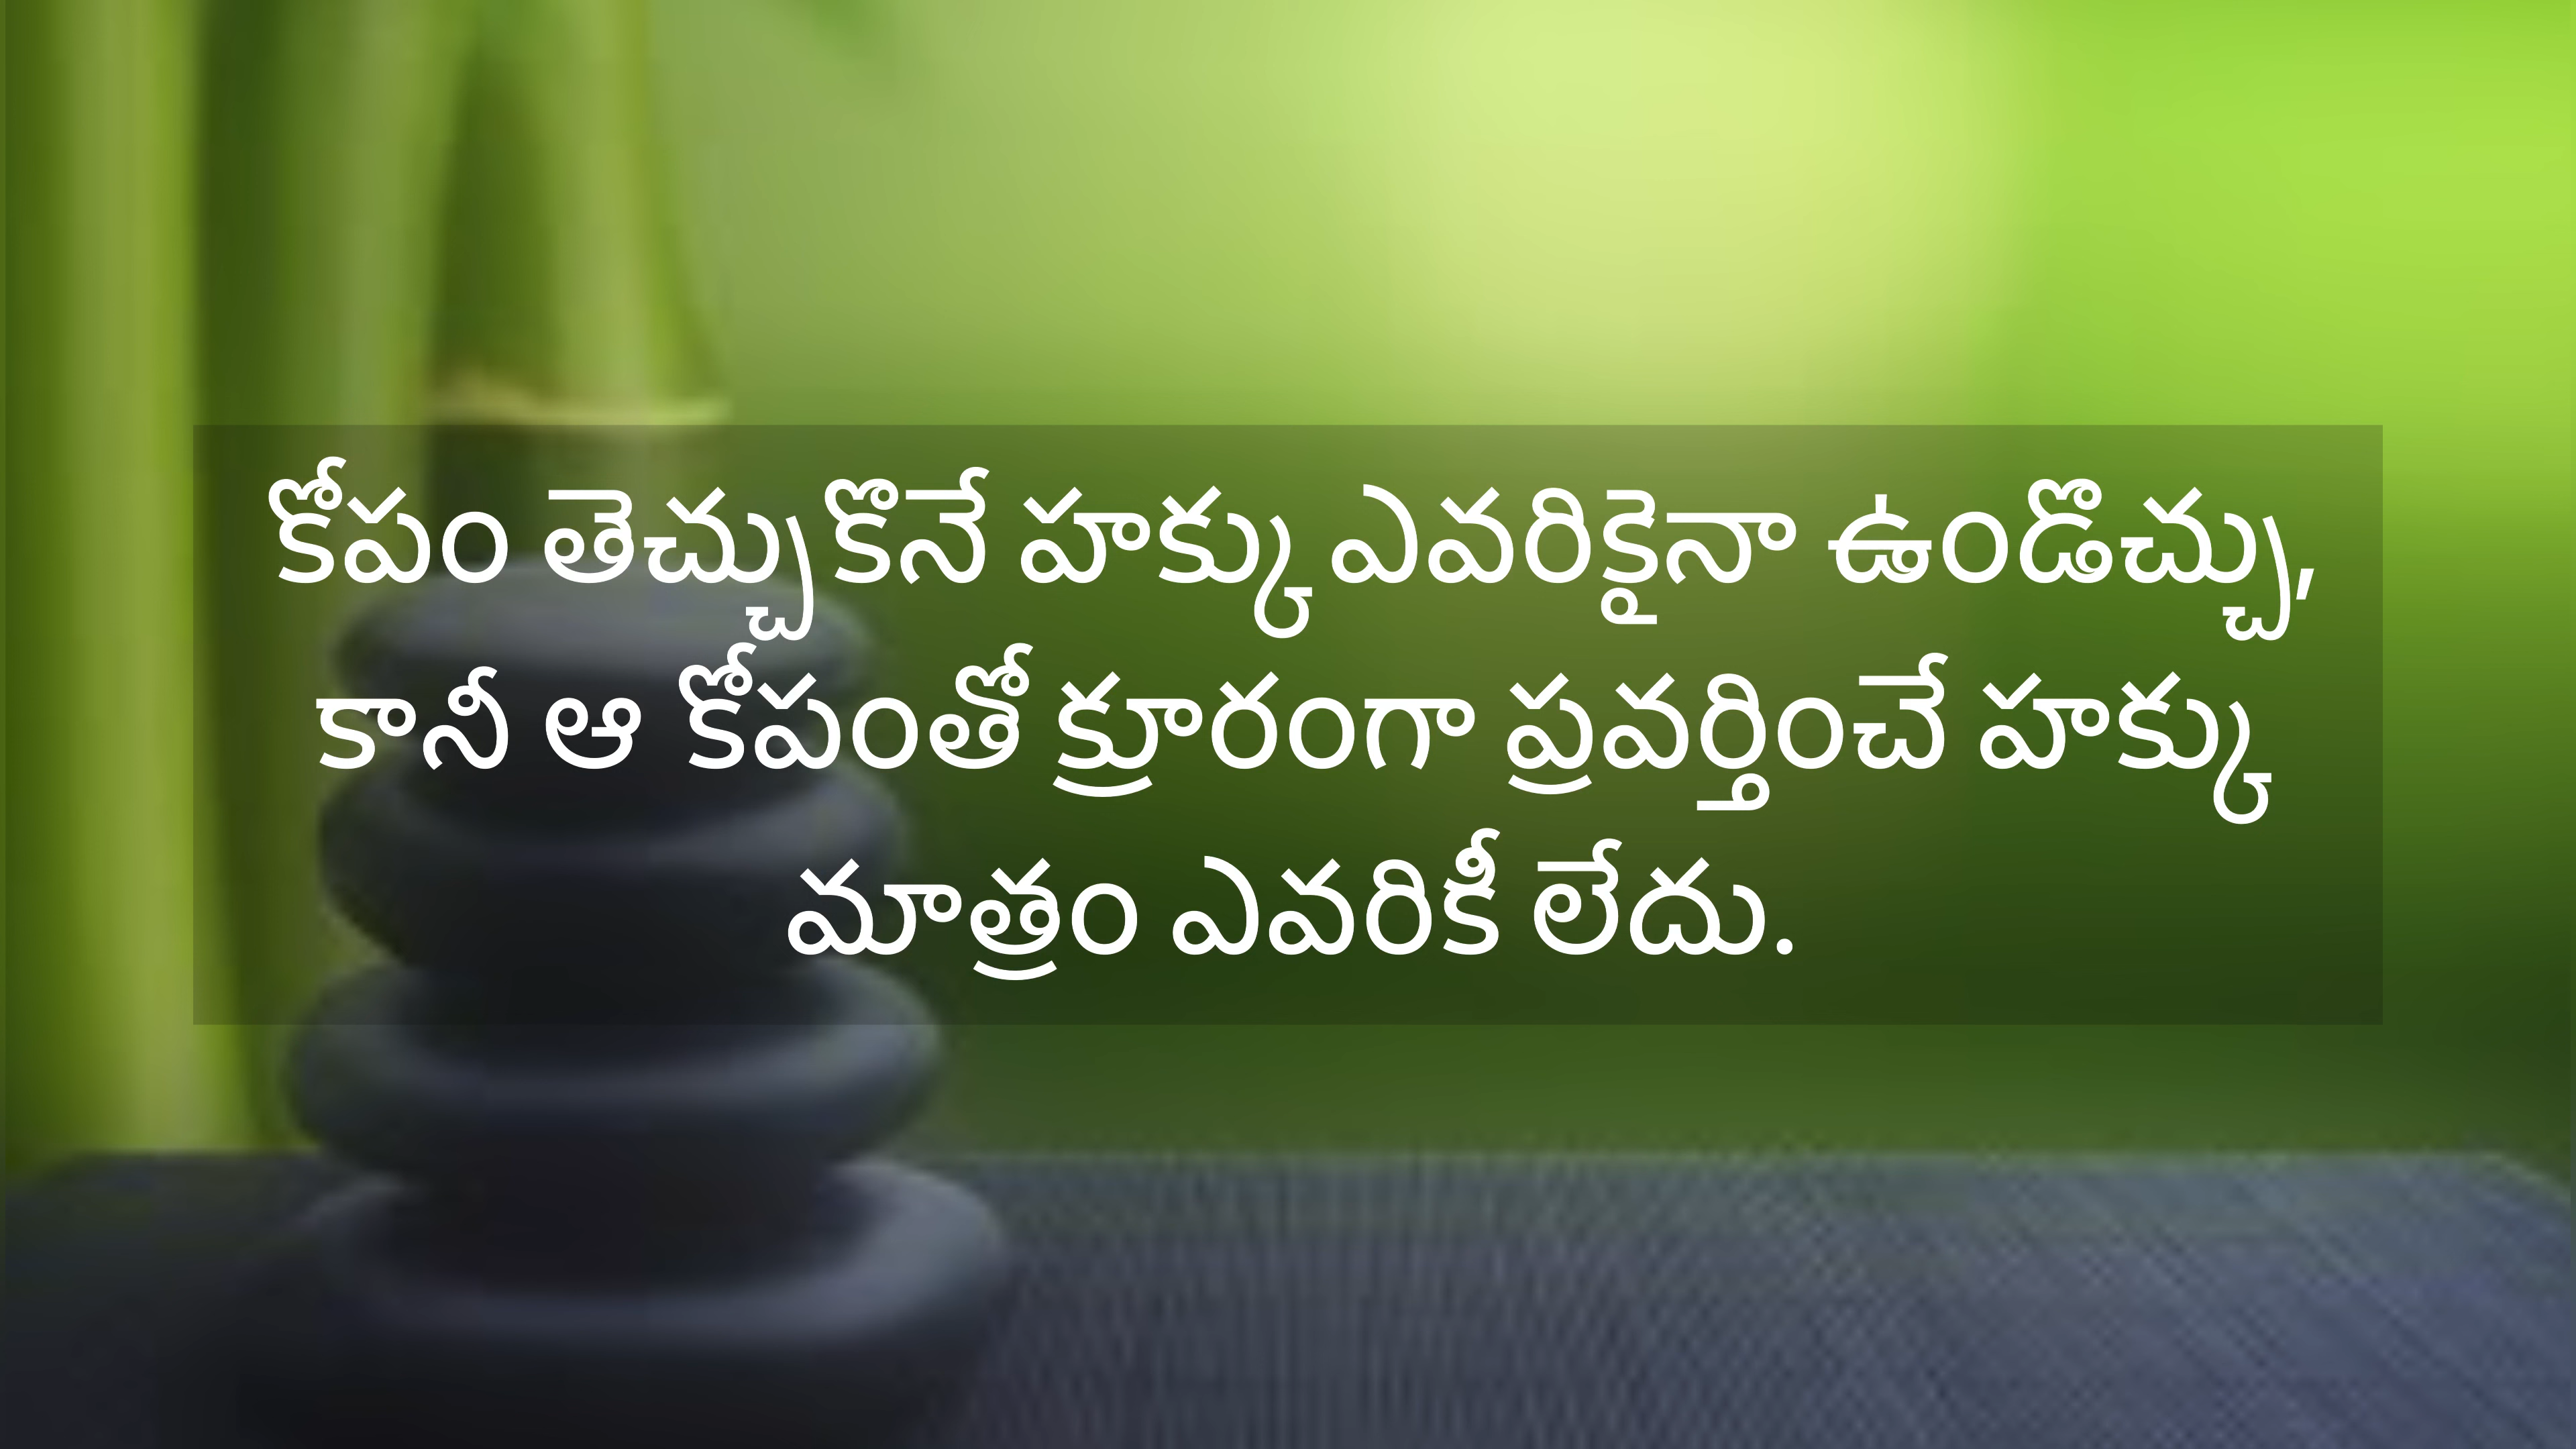 కోపం తెచ్చుకొనే హక్కు ఎవరికైనా ఉండొచ్చు,
కానీ ఆ కోపంతో క్రూరంగా ప్రవర్తించే హక్కు
మాత్రం ఎవరికీ లేదు.